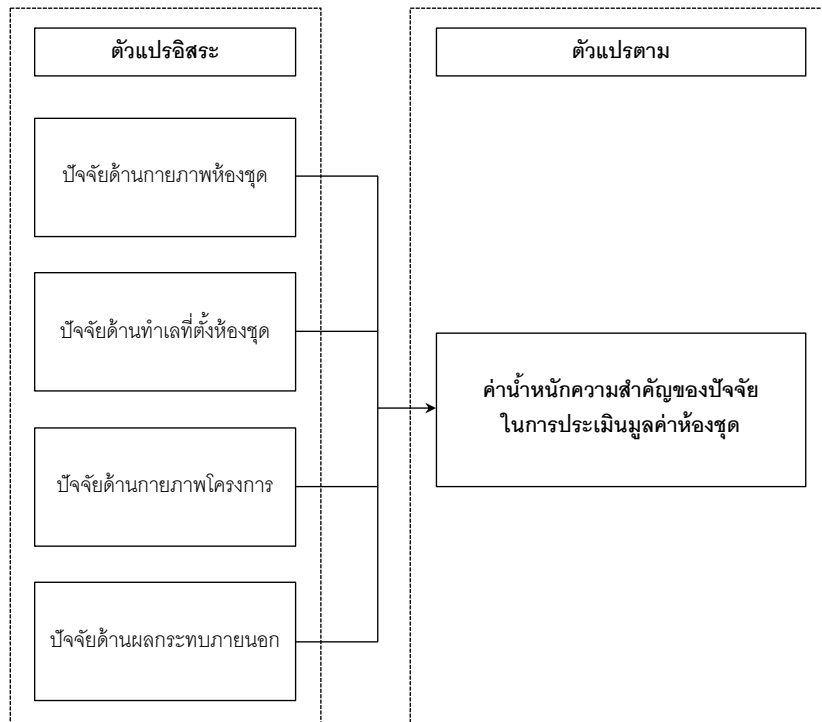 ตัวแปรอิสระ
ตัวแปรตาม
ปัจจัยด้านกายภาพห้องชุด
ปัจจัยด้านทำเลที่ตั้งห้องชุด
ค่าน้ำหนักความสำคัญของปัจจัย
ในการประเมินมูลค่าห้องชุด
ปัจจัยด้านกายภาพโครงการ
ปัจจัยด้านผลกระทบภายนอก